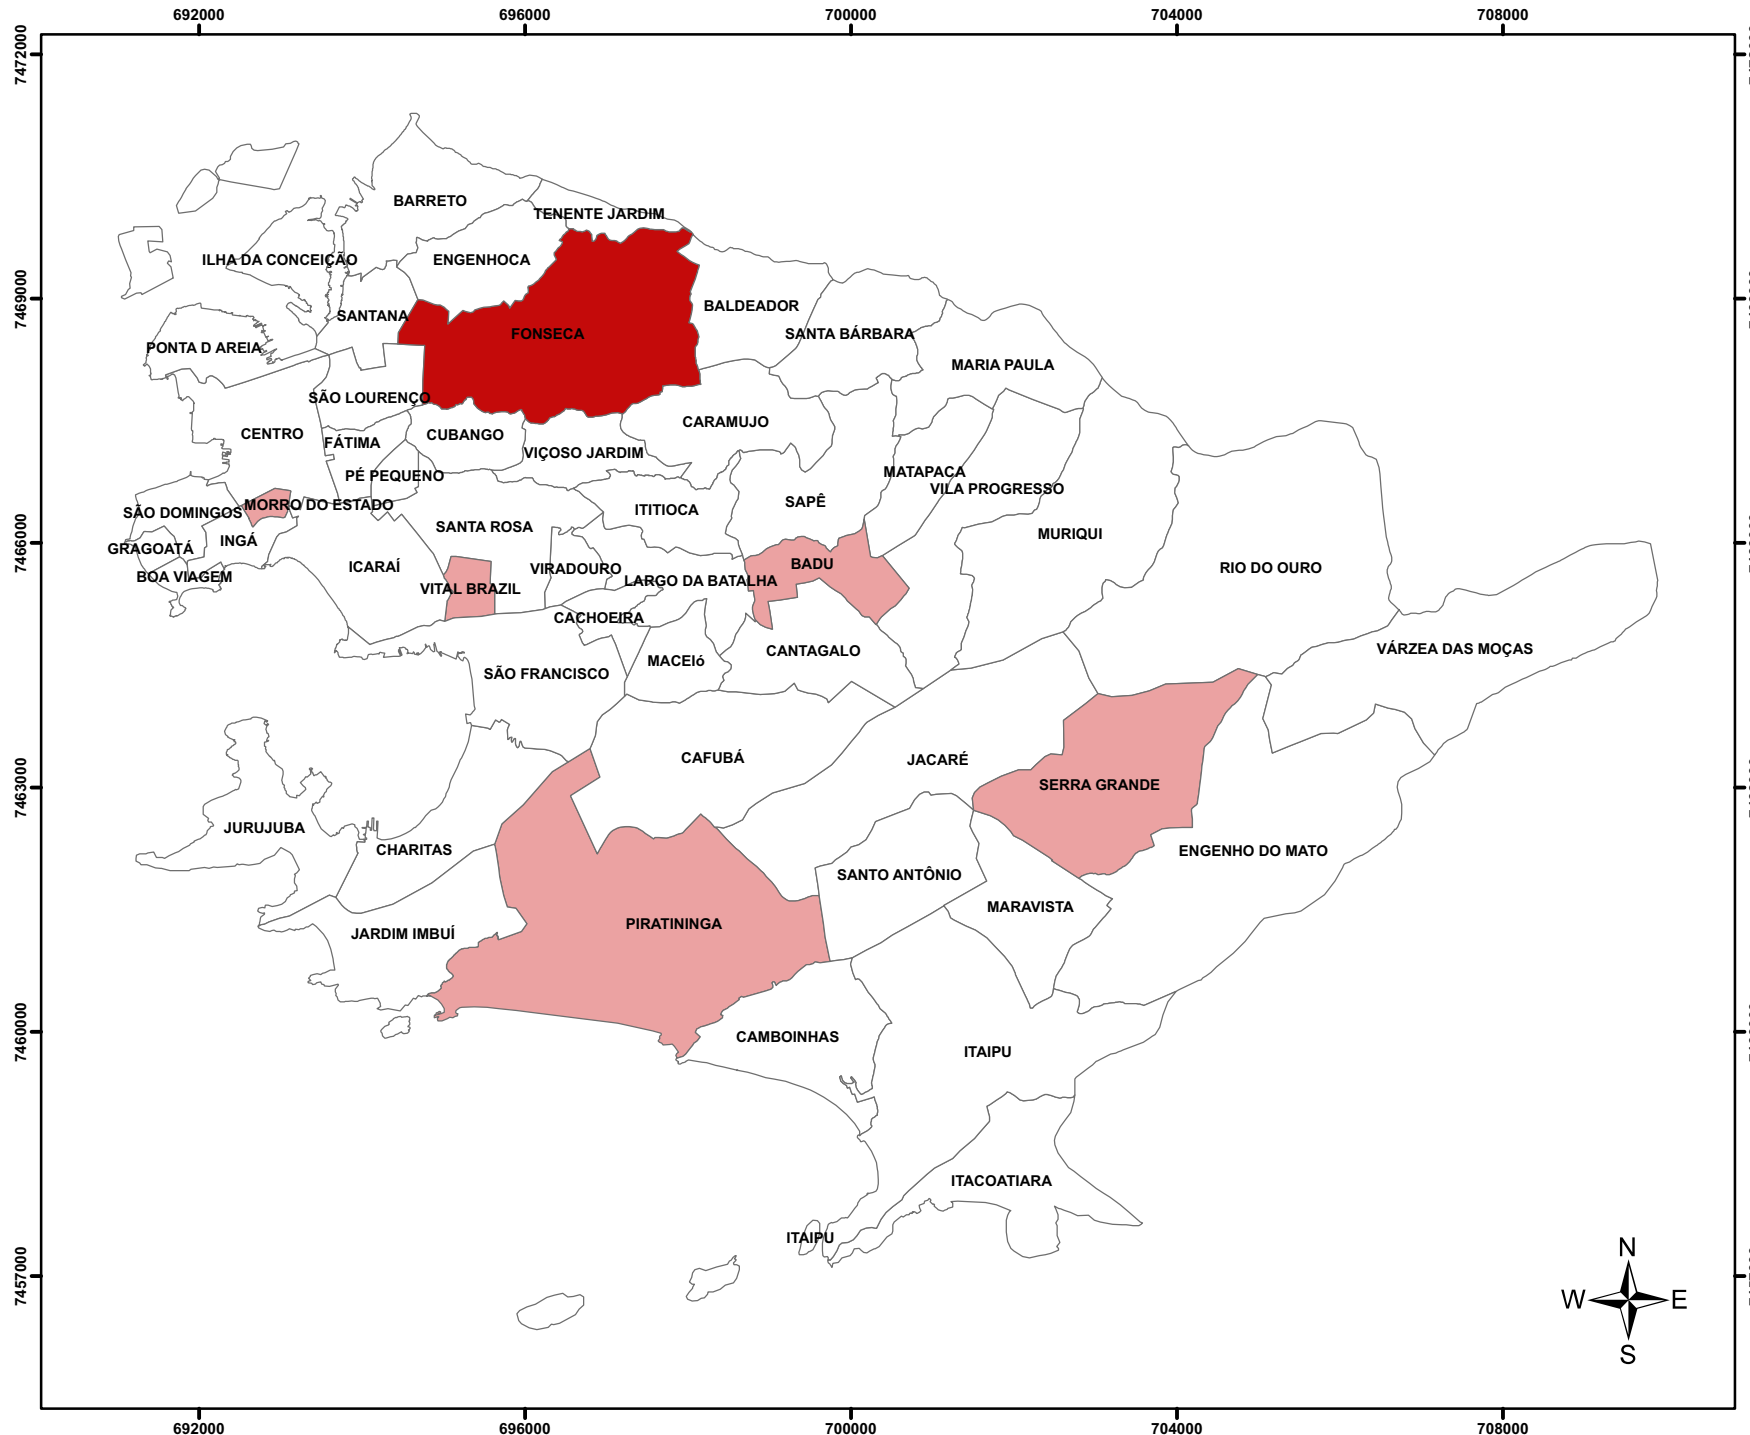 692000
696000
700000
704000
708000
7472000
7469000
7466000
7463000
7460000
7457000
BARRETO
TENENTE JARDIM
ILHA DA CONCEIÇÃO
ENGENHOCA
BALDEADOR
SANTANA
FONSECA
SANTA BÁRBARA
PONTA D AREIA
MARIA PAULA
SÃO LOURENÇO
CARAMUJO
CENTRO
FÁTIMA
CUBANGO
VIÇOSO JARDIM
PÉ PEQUENO
MATAPACA
VILA PROGRESSO
SÃO DOMINGOS
MORRO DO ESTADO
ITITIOCA
SAPÊ
SANTA ROSA
MURIQUI
GRAGOATÁ
INGÁ
ICARAÍ
VIRADOURO
BADU
RIO DO OURO
BOA VIAGEM
VITAL BRAZIL
LARGO DA BATALHA
CACHOEIRA
SÃO FRANCISCO
MACEIó
CANTAGALO
VÁRZEA DAS MOÇAS
CAFUBÁ
JACARÉ
SERRA GRANDE
JURUJUBA
CHARITAS
ENGENHO DO MATO
SANTO ANTÔNIO
MARAVISTA
JARDIM IMBUÍ
PIRATININGA
CAMBOINHAS
ITAIPU
ITACOATIARA
ITAIPU
N
W
E
S
692000
696000
700000
704000
708000